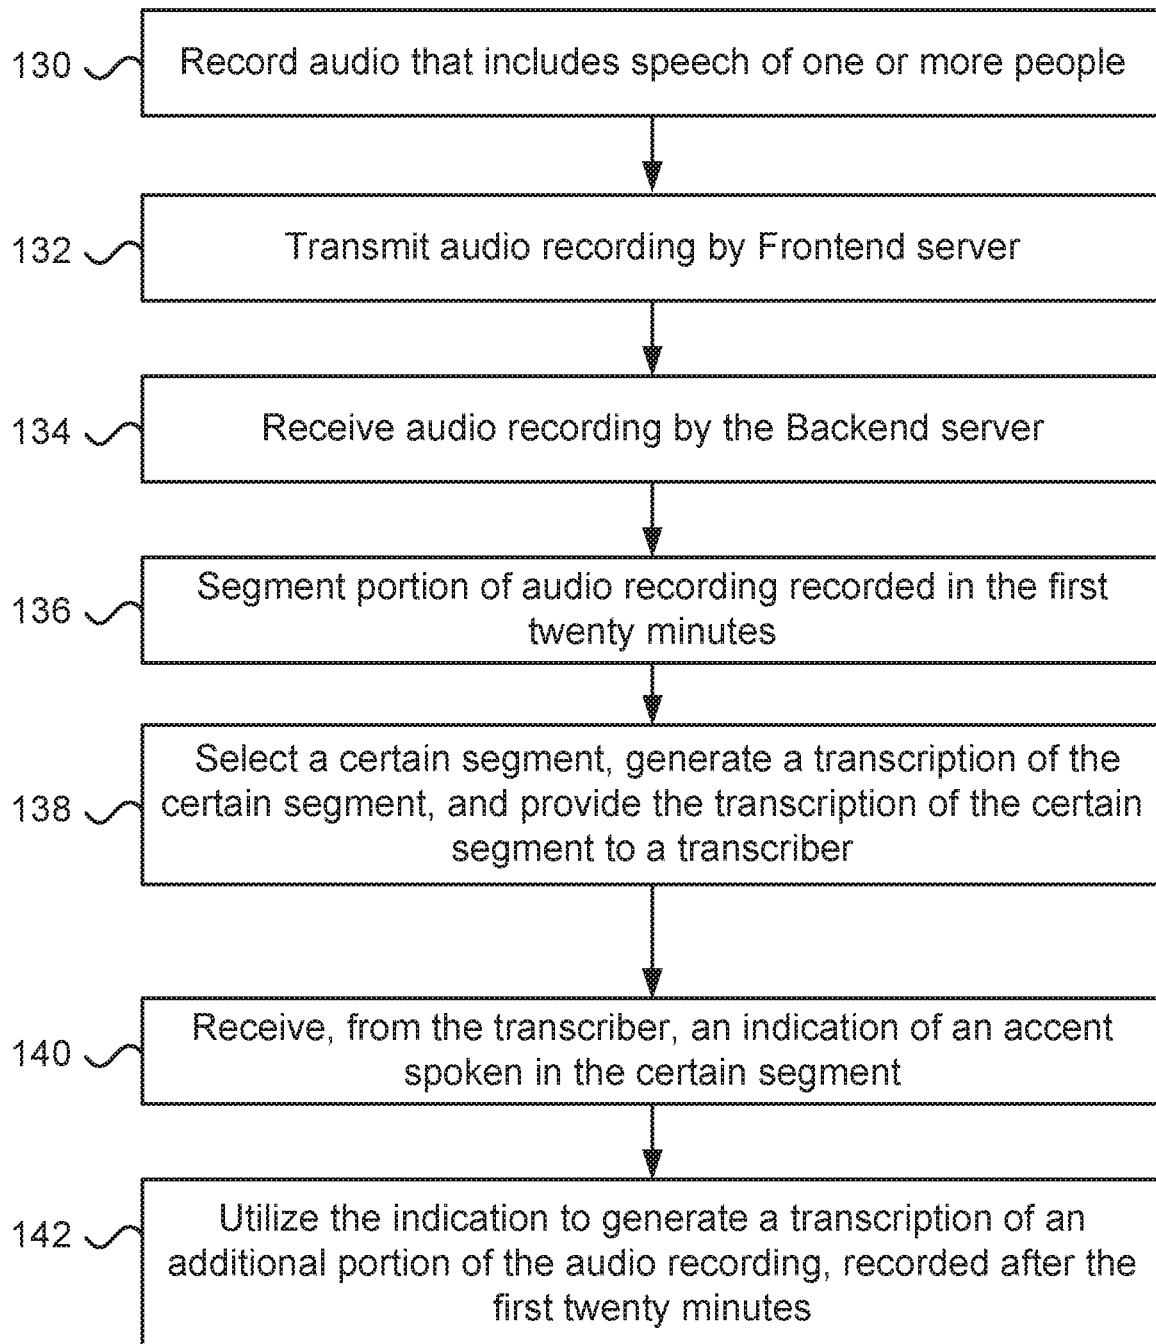 130
Record audio that includes speech of one or more people
132
Transmit audio recording by Frontend server
134
Receive audio recording by the Backend server
136
Segment portion of audio recording recorded in the first
twenty minutes
138
Select a certain segment, generate a transcription of the
certain segment, and provide the transcription of the certain
segment to a transcriber
140
Receive, from the transcriber, an indication of an accent
spoken in the certain segment
142
Utilize the indication to generate a transcription of an
additional portion of the audio recording, recorded after the
first twenty minutes